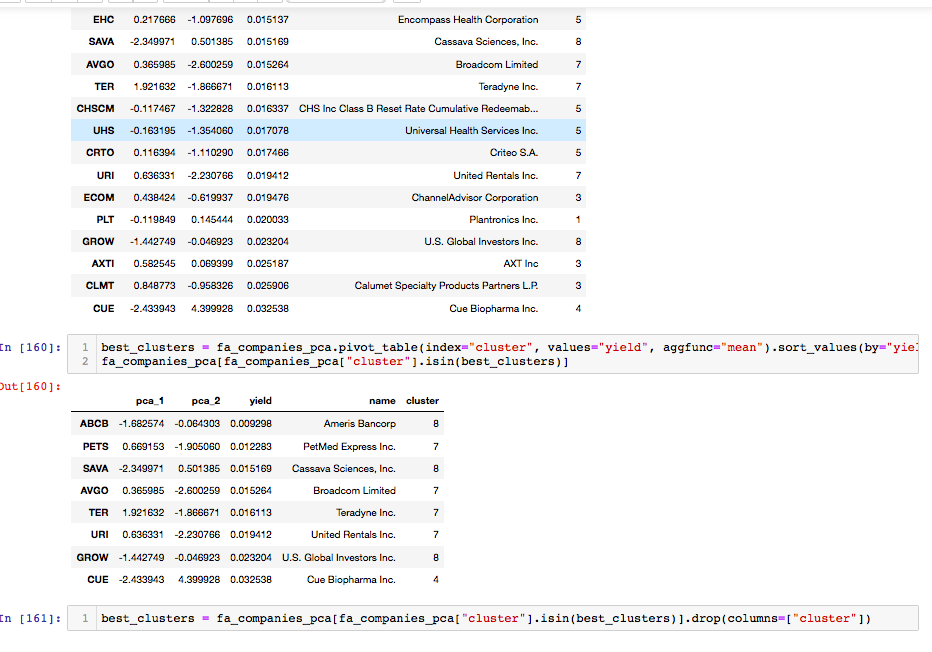 EHC 0.217666 -1.097696 0.015137 Encompass Health Corporation 5
SAVA -2.349971 0.501385 0.015169 Cassava Sciences, Inc. 8
AVGO 0.365985 -2.600259 0.015264 Broadcom Limited 7
TER 1.921632 -1.866671 0.016113 Teradyne Inc. 7
CHSCM -0.117467 -1.322828 0.016337 CHS Inc Class B Reset Rate Cumulative Redeemab... 5
UHS -0.163195 -1.354060 0.017078 Universal Health Services Inc. 5
CRTO 0.116394 -1.110290 0.017466 Criteo S.A. 5
URI 0.636331 -2.230766 0.019412 United Rentals Inc. 7
ECOM 0.438424 -0.619937 0.019476 ChannelAdvisor Corporation 3
PLT -0.119849 0.145444 0.020033 Plantronics Inc. 1
GROW -1.442749 -0.046923 0.023204 U.S. Global Investors Inc. 8
AXTI 0.582545 0.069399 0.025187 AXT Inc 3
CLMT 0.848773 -0.958326 0.025906 Calumet Specialty Products Partners L.P. 3
CUE -2.433943 4.399928 0.032538 Cue Biopharma Inc. 4
In [160]: 1 best_clusters = fa_companies_pca.pivot_table(index="cluster", values="yield", aggfunc="mean").sort_values(by="yiel
2 fa_companies_pca[fa_companies_pca["cluster"].isin(best_clusters)]
Out[160]:
pca_1 pca_2 yield name cluster
ABCB -1.682574 -0.064303 0.009298 Ameris Bancorp 8
PETS 0.669153 -1.905060 0.012283 PetMed Express Inc. 7
SAVA -2.349971 0.501385 0.015169 Cassava Sciences, Inc. 8
AVGO 0.365985 -2.600259 0.015264 Broadcom Limited 7
TER 1.921632 -1.866671 0.016113 Teradyne Inc. 7
URI 0.636331 -2.230766 0.019412 United Rentals Inc. 7
GROW -1.442749 -0.046923 0.023204 U.S. Global Investors Inc. 8
CUE -2.433943 4.399928 0.032538 Cue Biopharma Inc. 4
In [161]: 1 best_clusters = fa_companies_pca[fa_companies_pca["cluster"].isin(best_clusters)].drop(columns=["cluster"])